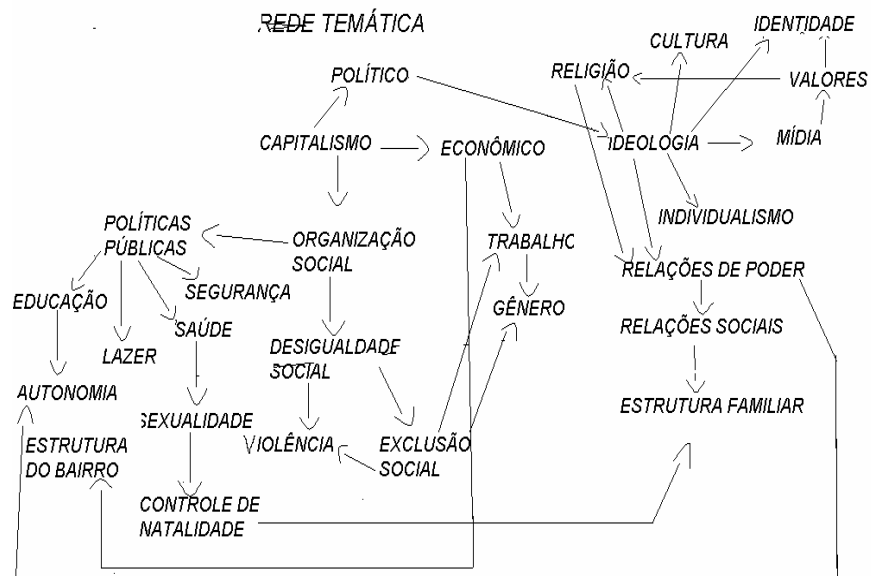 REDE TEMÁTICA
IDENTIDADE
CULTURA
RELIGIÃO
VALORES
POLÍTICO
CAPITALISMO
ECONÔMICO
IDEOLOGIA
MÍDIA
INDIVIDUALISMO
POLÍTICAS
PÚBLICAS
ORGANIZAÇÃO
SOCIAL
TRABALHO
RELAÇÕES DE PODER
EDUCAÇÃO
SEGURANÇA
GÊNERO
SAÚDE
RELAÇÕES SOCIAIS
LAZER
DESIGUALDADE
SOCIAL
AUTONOMIA
ESTRUTURA FAMILIAR
SEXUALIDADE
ESTRUTURA
DO BAIRRO
VIOLÊNCIA
EXCLUSÃO
SOCIAL
CONTROLE DE
NATALIDADE